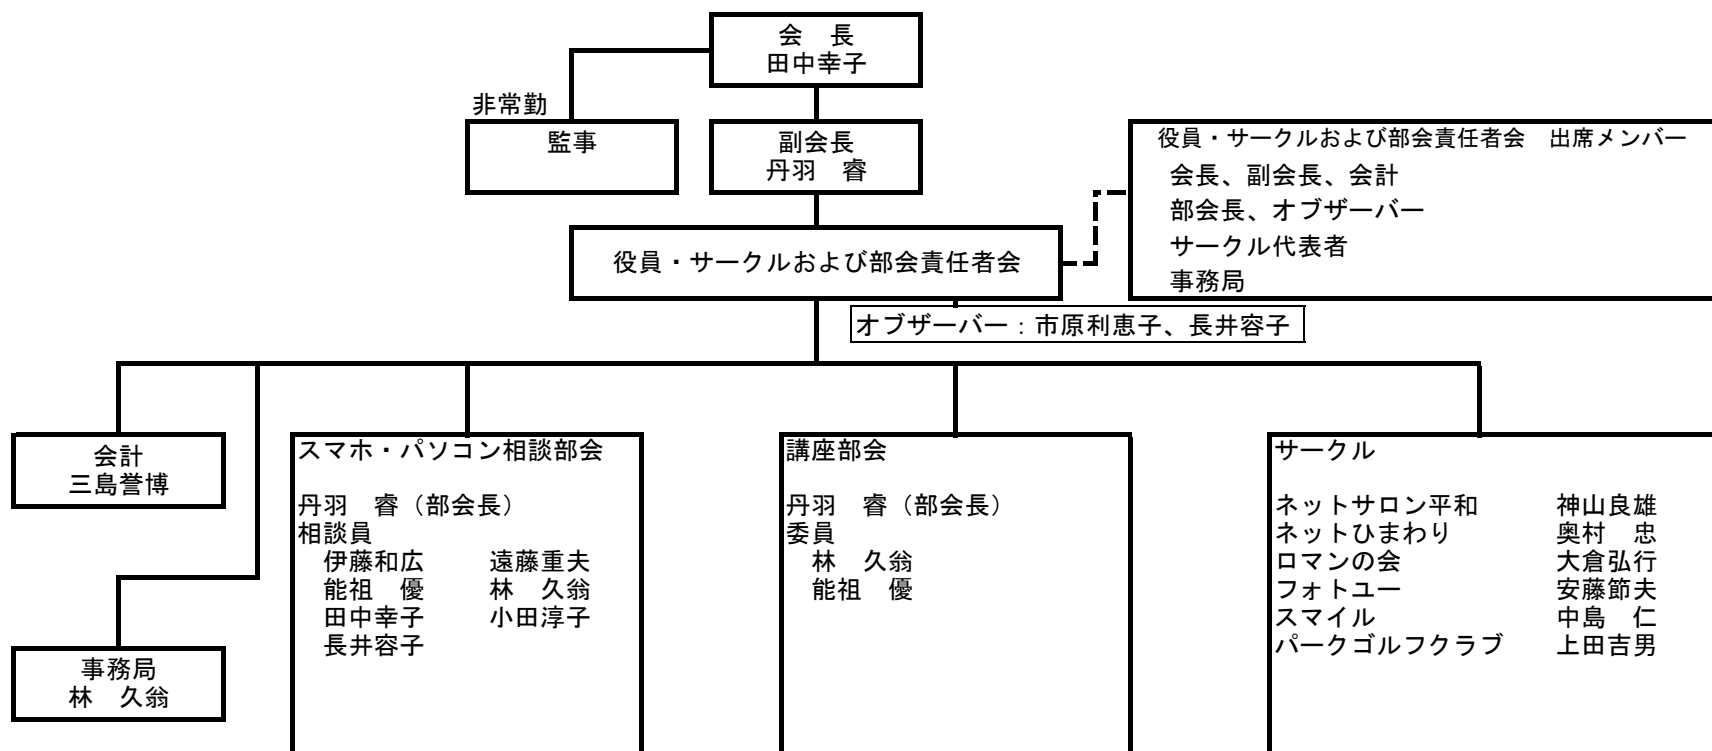 会　長
田中幸子
非常勤
監事
副会長
丹羽　睿
役員・サークルおよび部会責任者会　出席メンバー
会長、副会長、会計
部会長、オブザーバー
サークル代表者
事務局
役員・サークルおよび部会責任者会
オブザーバー：市原利恵子、長井容子
会計
三島誉博
事務局
林　久翁
スマホ・パソコン相談部会
丹羽　睿（部会長）
相談員
伊藤和広　　遠藤重夫
能祖　優　　林　久翁
田中幸子　　小田淳子
長井容子
講座部会
丹羽　睿（部会長）
委員
林　久翁
能祖　優
サークル
ネットサロン平和　　神山良雄
ネットひまわり　　奥村　忠
ロマンの会　　大倉弘行
フォトユー　　安藤節夫
スマイル　　中島　仁
パークゴルフクラブ　　上田吉男